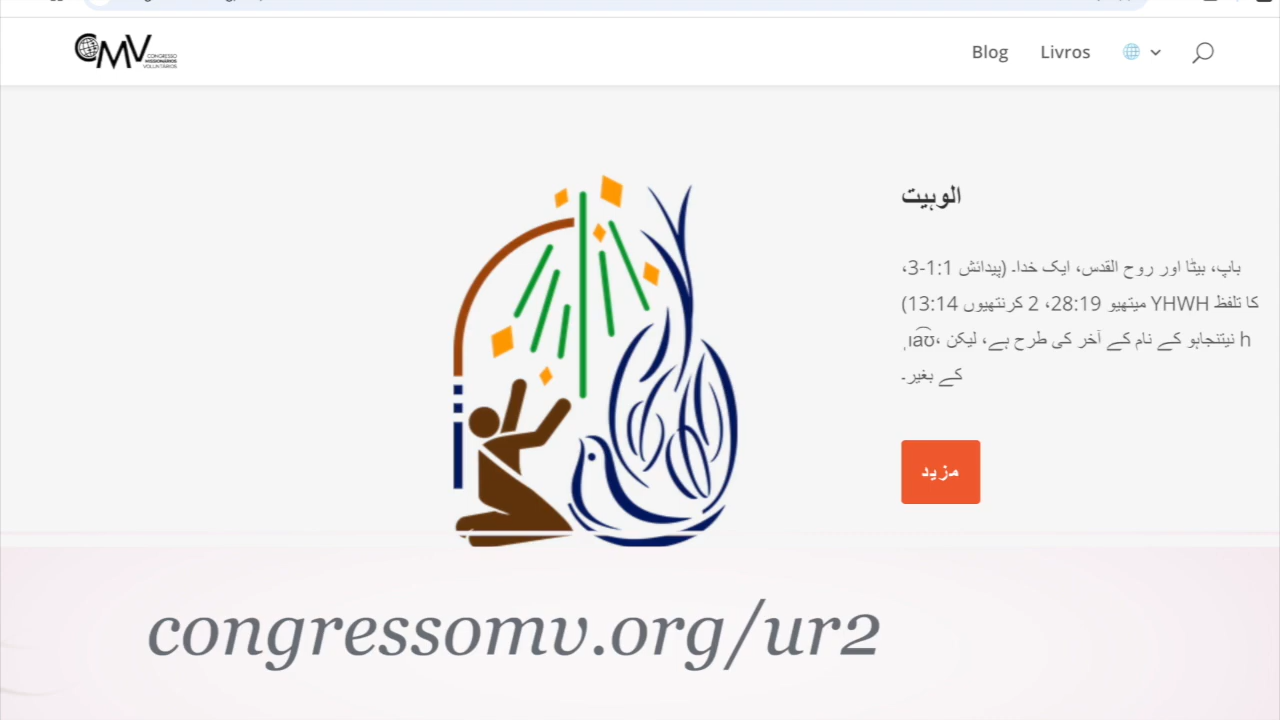 CMV
CONGRESSO
MISSIONÁRIOS
VOLUNTÁRIOS
Blog
Livros
الوہیت
باپ، بیٹا اور روح القدس، ایک خدا۔ (پیدائش 1:1-3،
میتھیو 28:19، 2 کرنتھیوں 13:14) YHWH کا تلفظ
نیتنجاہو کے نام کے آخر کی طرح ہے، لیکن ˌıa͡ʊ، h
کے بغیر۔
مزید
congressomv.org/ur2